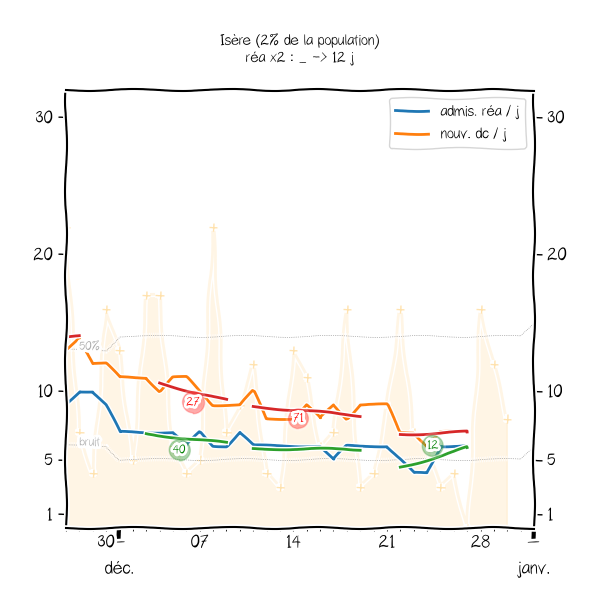 Isère (2% de la population)
réa x2 : _ -> 12 j
admis. réa / j
nouv. dc / j
30 30
20 20
50%
10 10
27
71
bruit
40
12
5 5
1 1
30 07 14 21 28
déc. janv.